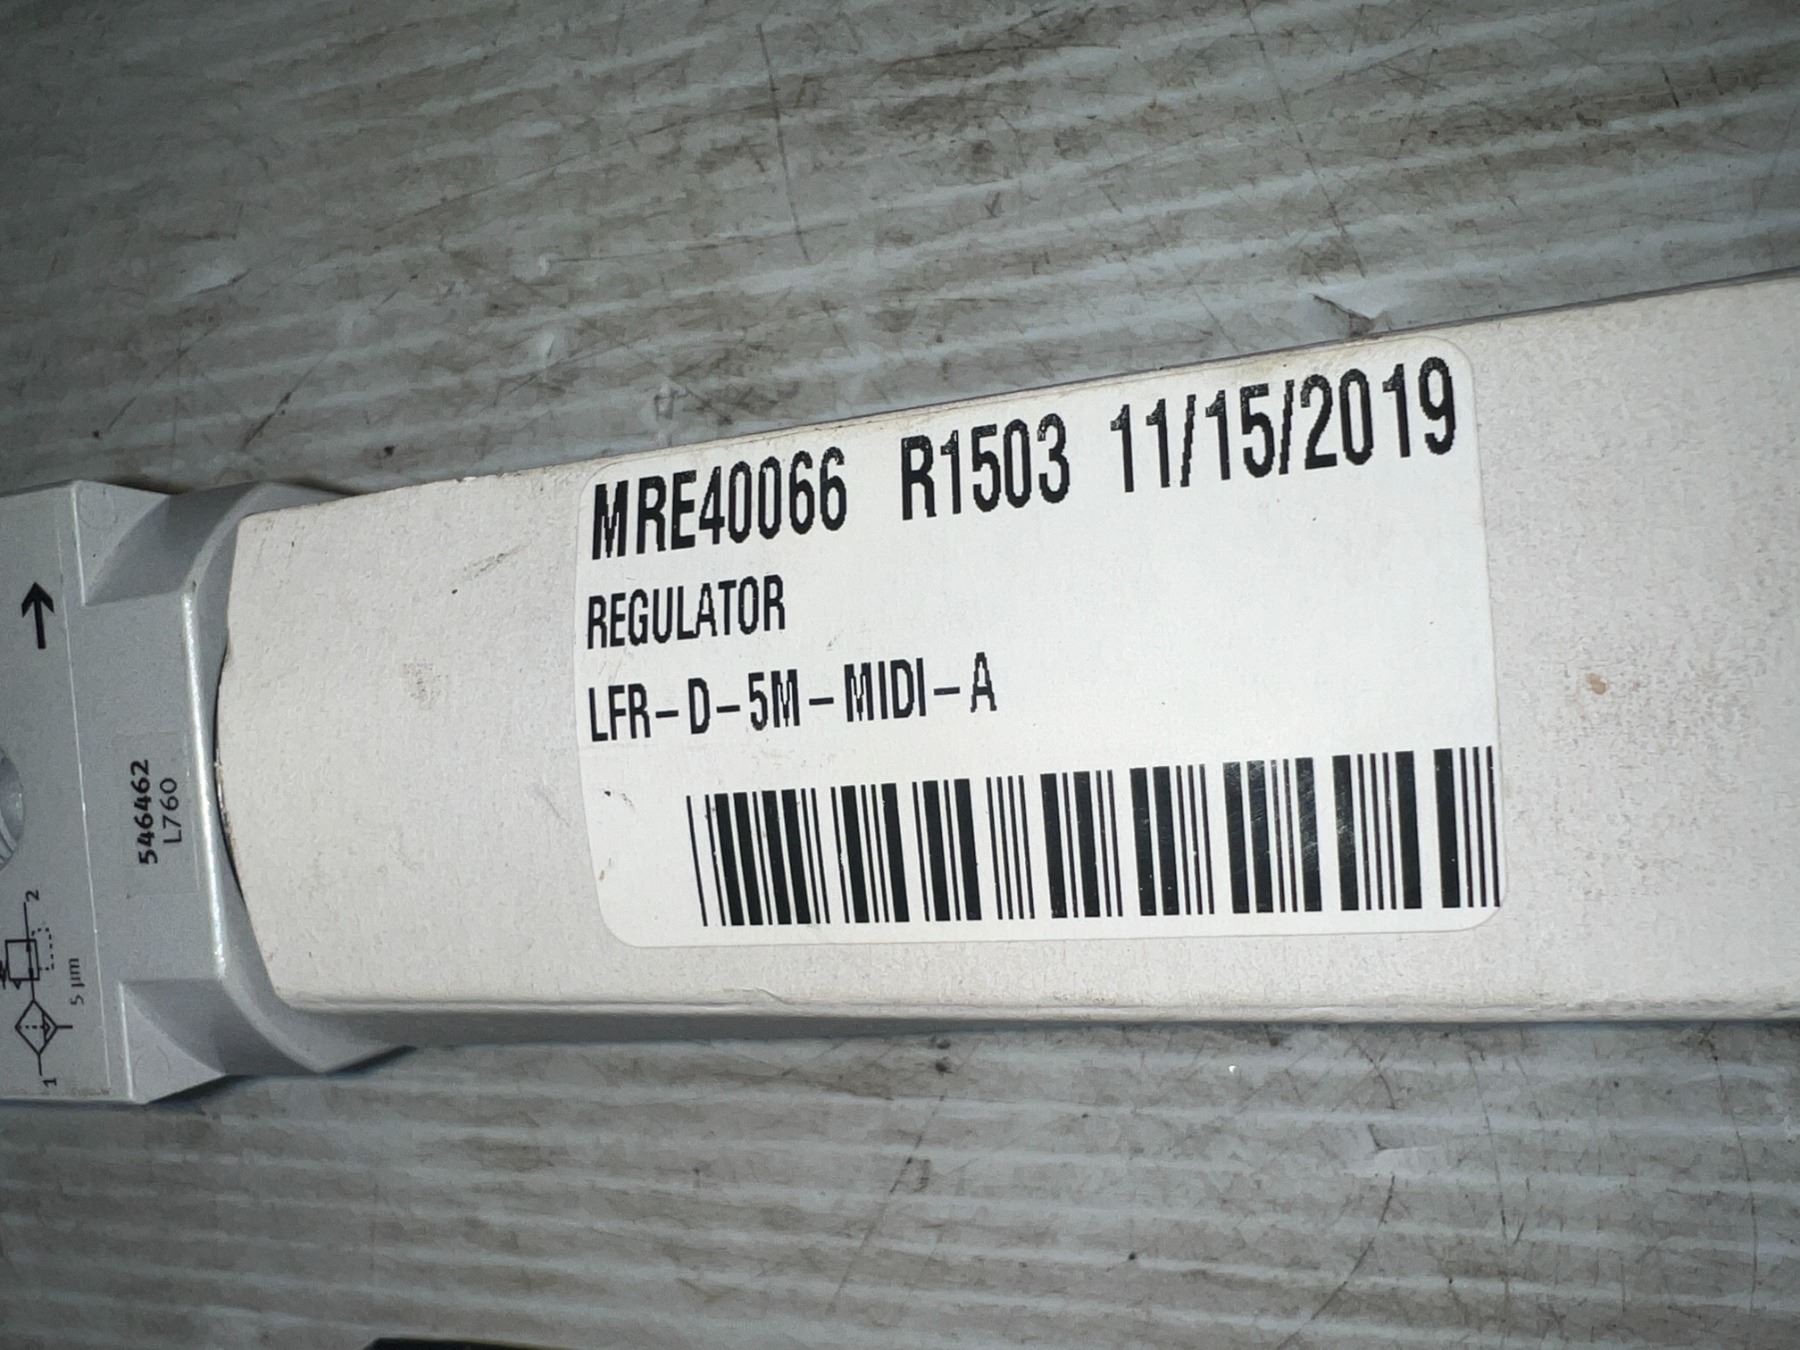 MRE40066 R1503 11/15/2019
REGULATOR
LFR-D-5M-MIDI-A
546462
L760
1
2
5 µm